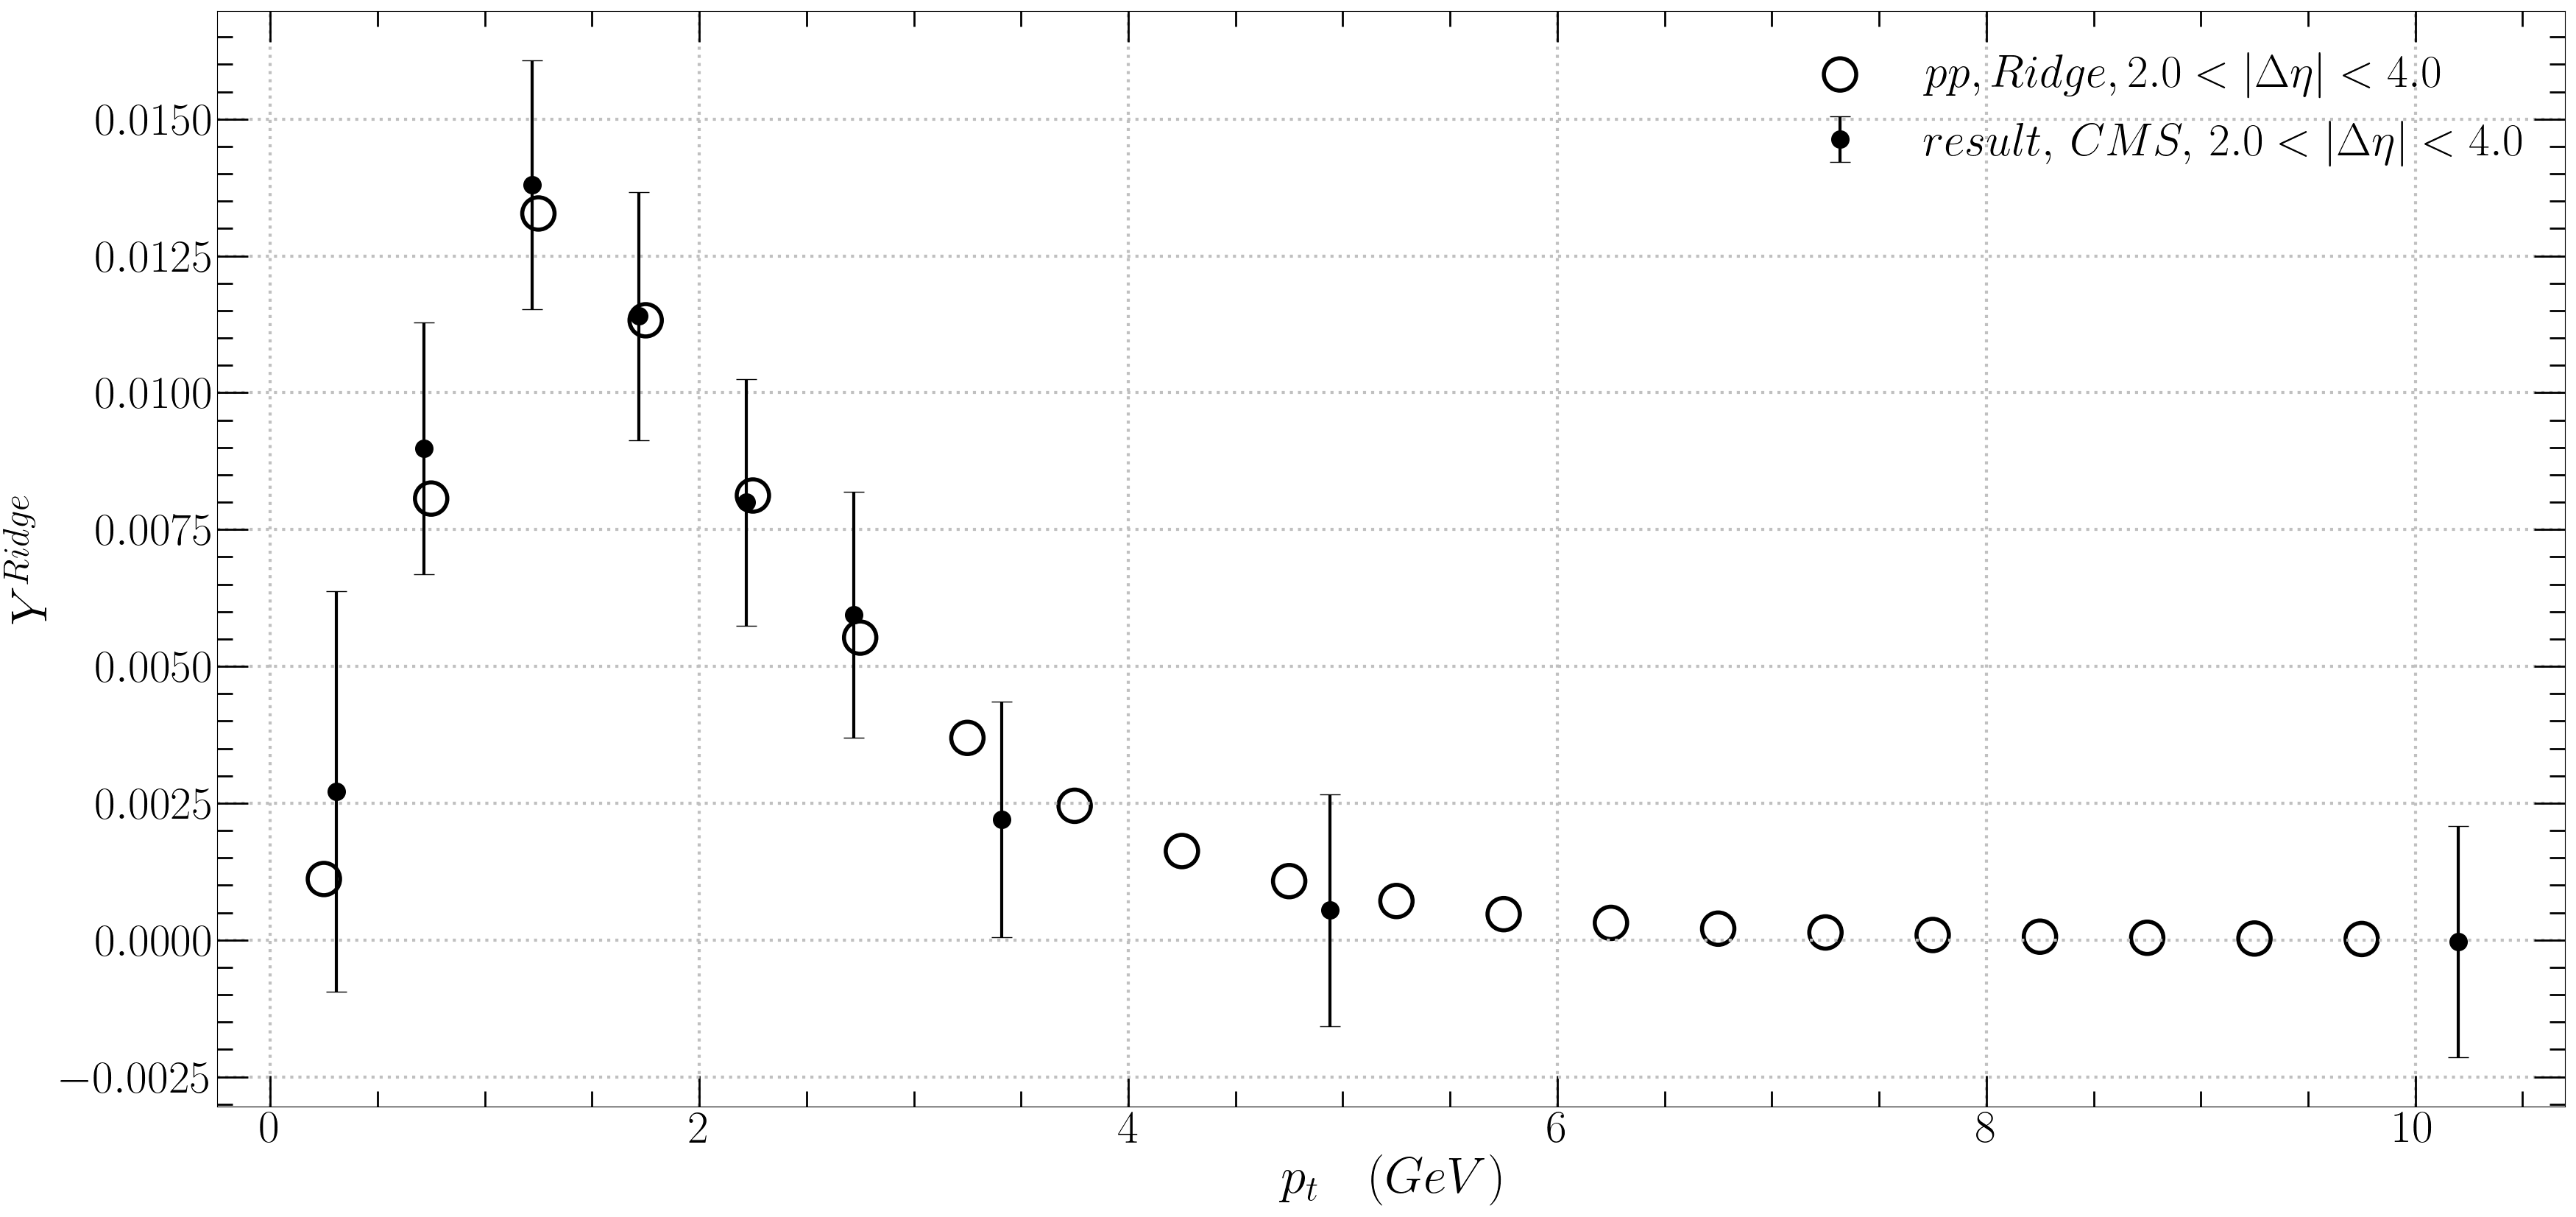 pp, Ridge, 2.0 < |Δη| < 4.0
result, CMS, 2.0 < |Δη| < 4.0
0.0150
0.0125
0.0100
0.0075
0.0050
0.0025
0.0000
−0.0025
Y^{Ridge}
0 2 4 6 8 10
p_t (GeV)